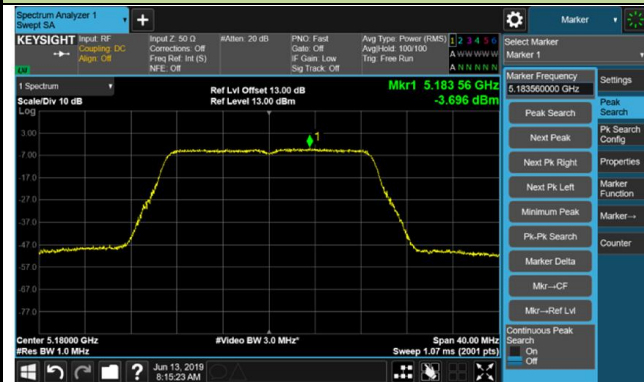 Spectrum Analyzer 1
Swept SA
Marker
KEYSIGHT
Input: RF
Coupling: DC
Align: Off
Input Z: 50 Ω
Corrections: Off
Freq Ref: Int (S)
NFE: Off
#Atten: 20 dB
PNO: Fast
Gate: Off
IF Gain: Low
Sig Track: Off
Avg Type: Power (RMS)
Avg|Hold: 100/100
Trig: Free Run
1 2 3 4 5 6
A W W W W W
A N N N N N
Select Marker
Marker 1
1 Spectrum
Scale/Div 10 dB
Log
Ref Lvl Offset 13.00 dB
Ref Level 13.00 dBm
Mkr1 5.183 56 GHz
-3.696 dBm
3.00
-7.00
-17.0
-27.0
-37.0
-47.0
-57.0
-67.0
-77.0
1
Center 5.18000 GHz
#Res BW 1.0 MHz
#Video BW 3.0 MHz*
Span 40.00 MHz
Sweep 1.07 ms (2001 pts)
Marker Frequency
5.183560000 GHz
Peak Search
Next Peak
Next Pk Right
Next Pk Left
Minimum Peak
Pk-Pk Search
Marker Delta
Mkr→CF
Mkr→Ref Lvl
Continuous Peak
Search
On
Off
Settings
Peak
Search
Pk Search
Config
Properties
Marker
Function
Marker→
Counter
Jun 13, 2019
8:15:23 AM